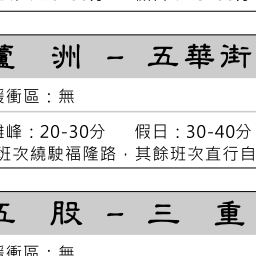 蘆 洲 – 五華街
緩衝區：無
離峰：20-30分 假日：30-40分
班次繞駛福隆路，其餘班次直行自
五 股 – 三 重
緩衝區：無